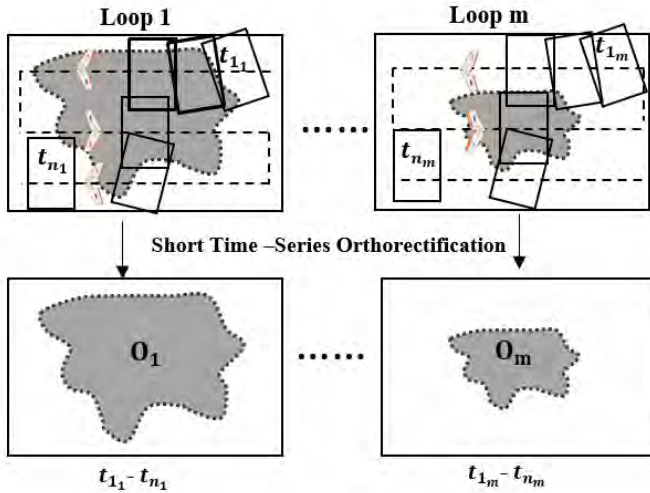 Loop 1
Loop m
t₁₁
t₁ₘ
tₙ₁
tₙₘ
Short Time –Series Orthorectification
O₁
Oₘ
t₁₁- tₙ₁
t₁ₘ- tₙₘ